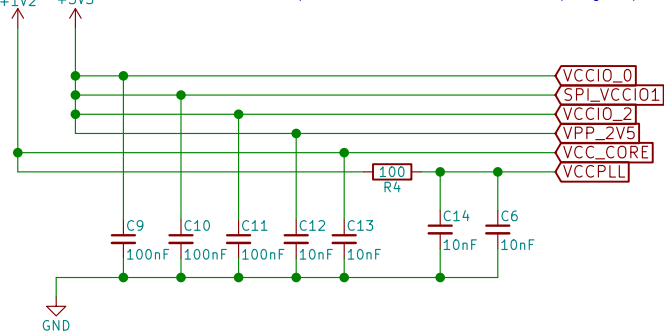 +1V2
+3V3
VCCIO_0
SPI_VCCIO1
VCCIO_2
VPP_2V5
VCC_CORE
100
VCCPLL
R4
C14
C6
C9
C10
C11
C12
C13
10nF
10nF
100nF
100nF
100nF
10nF
10nF
GND